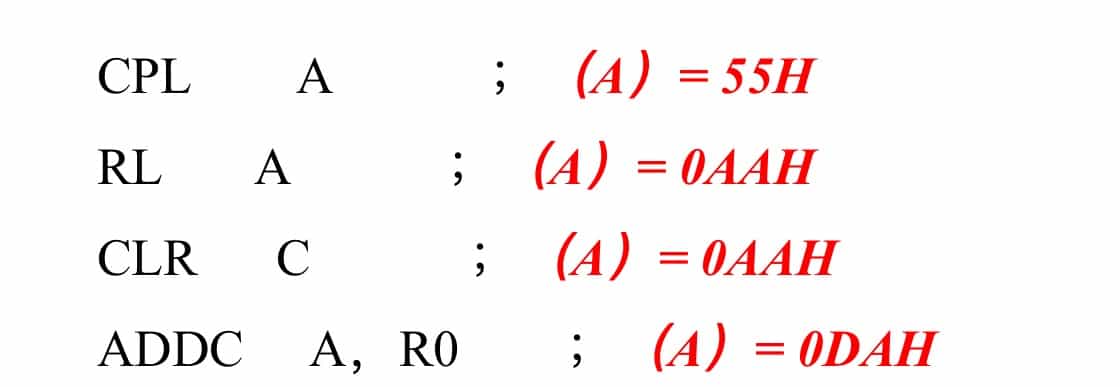 CPL A ; (A) = 55H
RL A ; (A) = 0AAH
CLR C ; (A) = 0AAH
ADDC A, R0 ; (A) = 0DAH